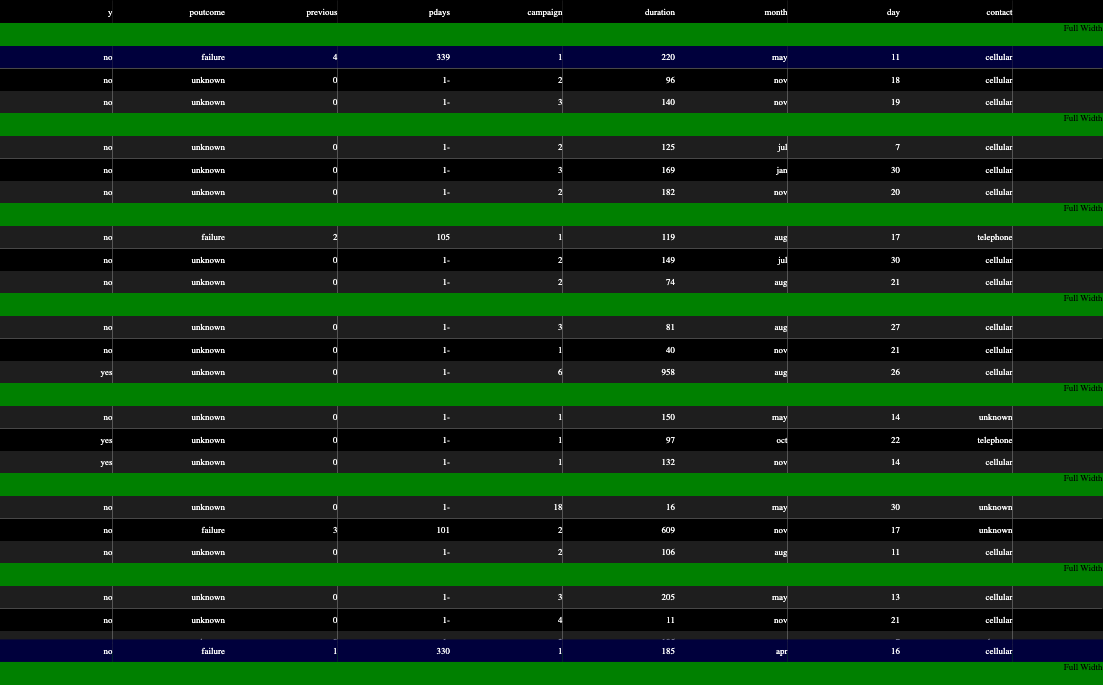 y poutcome previous pdays campaign duration month day contact
Full Width
no failure 4 339 1 220 may 11 cellular
no unknown 0 1- 2 96 nov 18 cellular
no unknown 0 1- 3 140 nov 19 cellular
Full Width
no unknown 0 1- 2 125 jul 7 cellular
no unknown 0 1- 3 169 jan 30 cellular
no unknown 0 1- 2 182 nov 20 cellular
Full Width
no failure 2 105 1 119 aug 17 telephone
no unknown 0 1- 2 149 jul 30 cellular
no unknown 0 1- 2 74 aug 21 cellular
Full Width
no unknown 0 1- 3 81 aug 27 cellular
no unknown 0 1- 1 40 nov 21 cellular
yes unknown 0 1- 6 958 aug 26 cellular
Full Width
no unknown 0 1- 1 150 may 14 unknown
yes unknown 0 1- 1 97 oct 22 telephone
yes unknown 0 1- 1 132 nov 14 cellular
Full Width
no unknown 0 1- 18 16 may 30 unknown
no failure 3 101 2 609 nov 17 unknown
no unknown 0 1- 2 106 aug 11 cellular
Full Width
no unknown 0 1- 3 205 may 13 cellular
no unknown 0 1- 4 11 nov 21 cellular
no failure 1 330 1 185 apr 16 cellular
Full Width